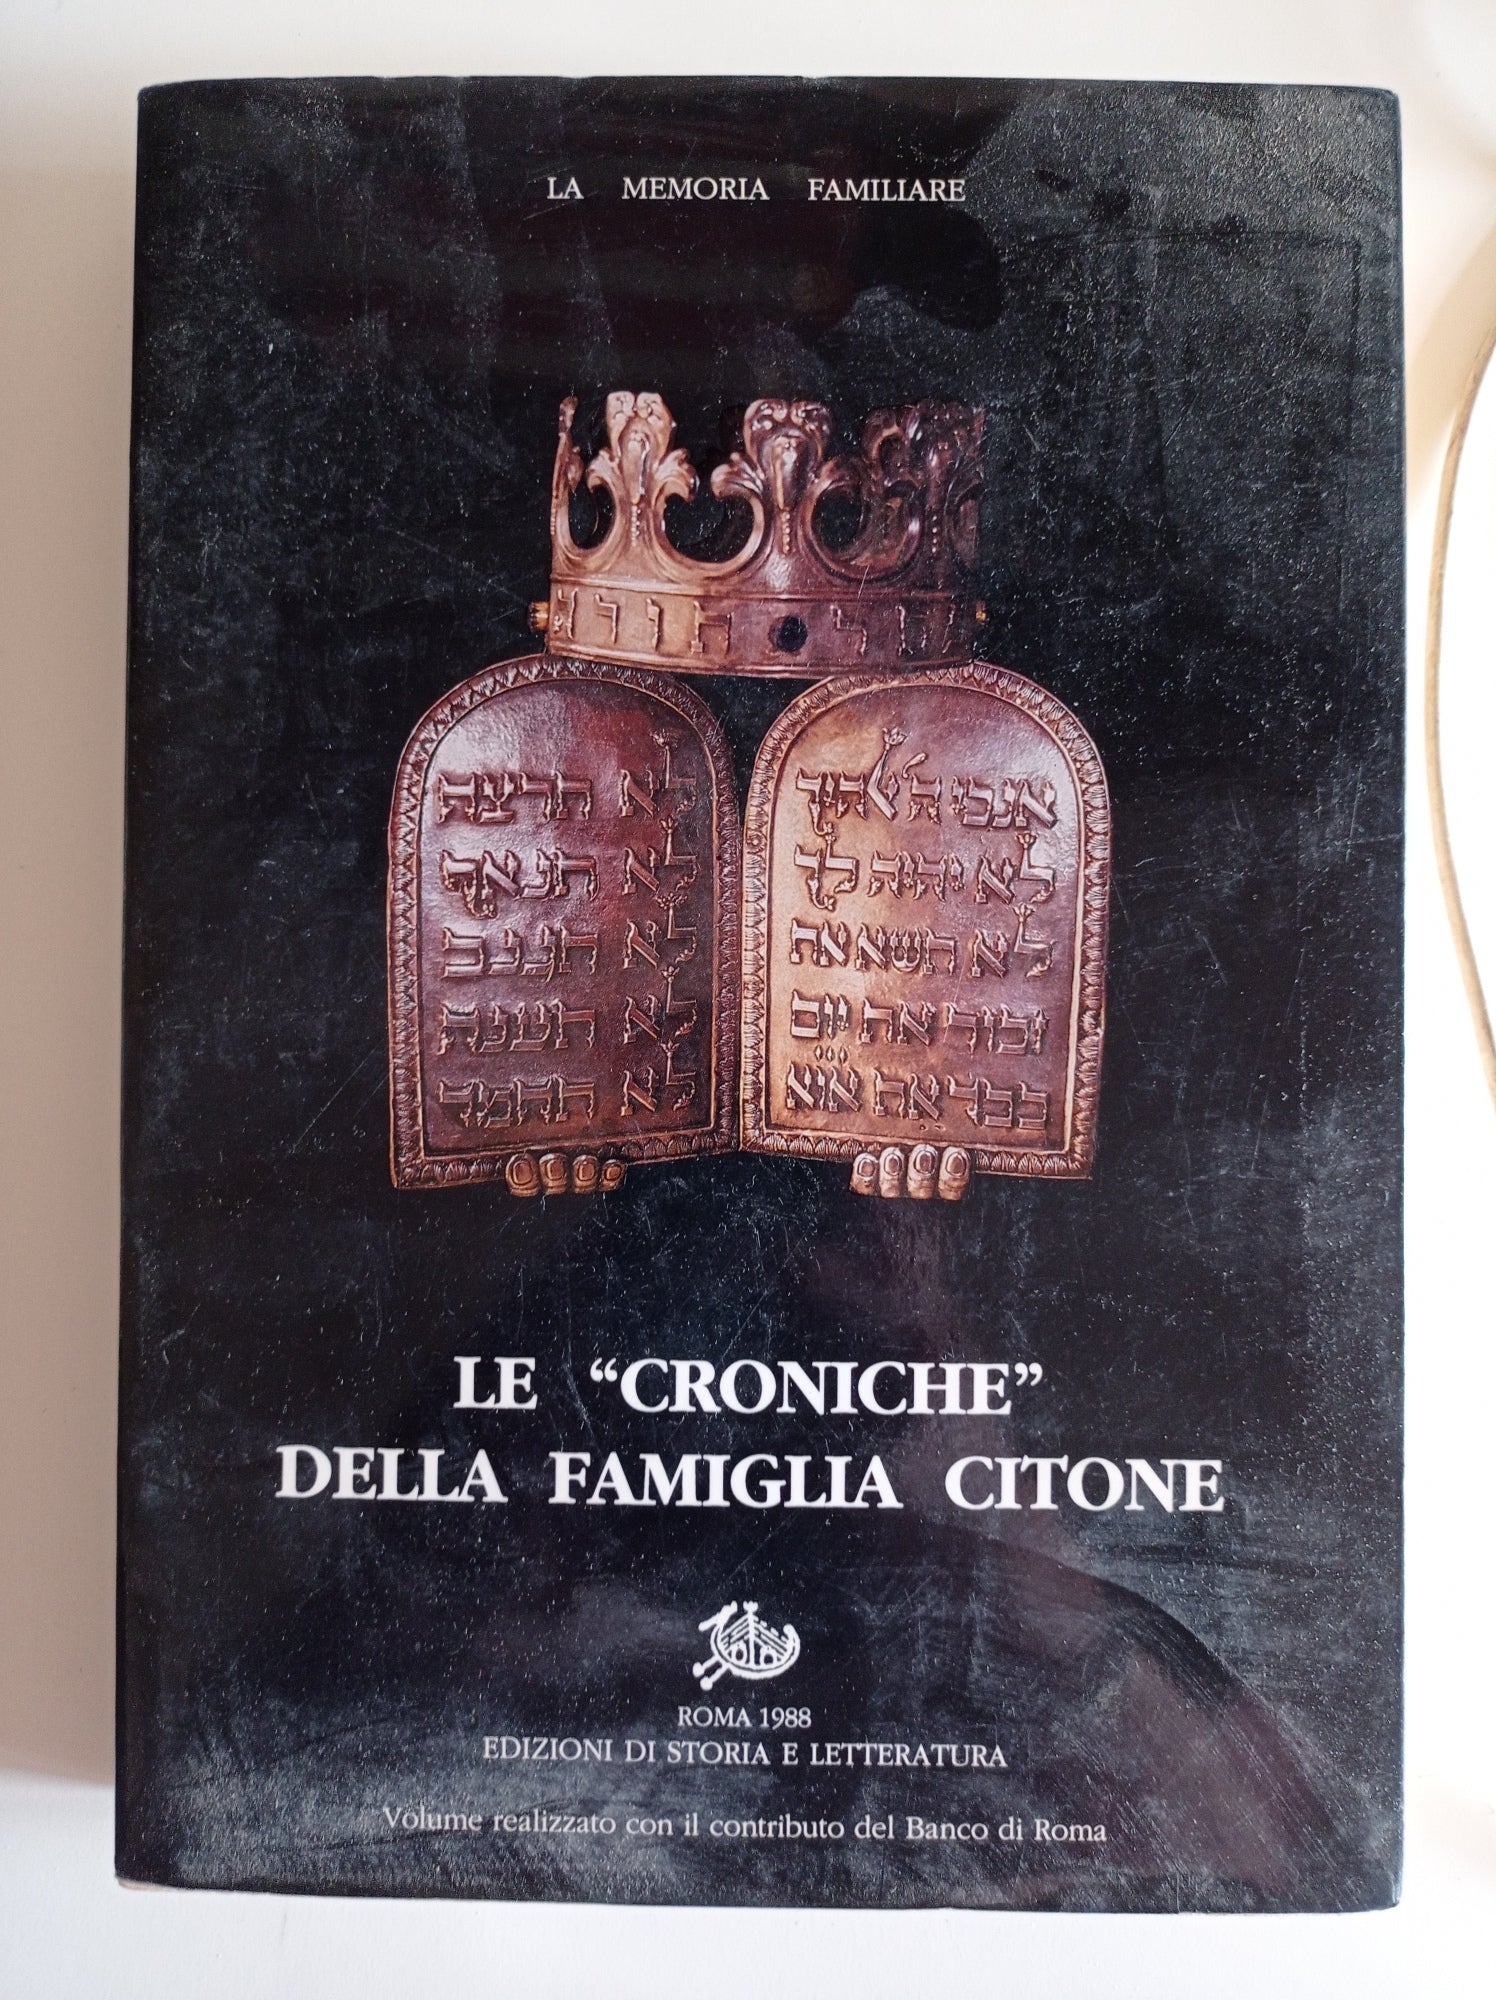 LA MEMORIA FAMILIARE
תורה
אנכי ה אלהיך
לא יהיה לך
לא תשא את
זכור את יום
כבד את
לא תרצח
לא תנאף
לא תגנב
לא תענה
לא תחמד
LE “CRONICHE”
DELLA FAMIGLIA CITONE
ROMA 1988
EDIZIONI DI STORIA E LETTERATURA
Volume realizzato con il contributo del Banco di Roma